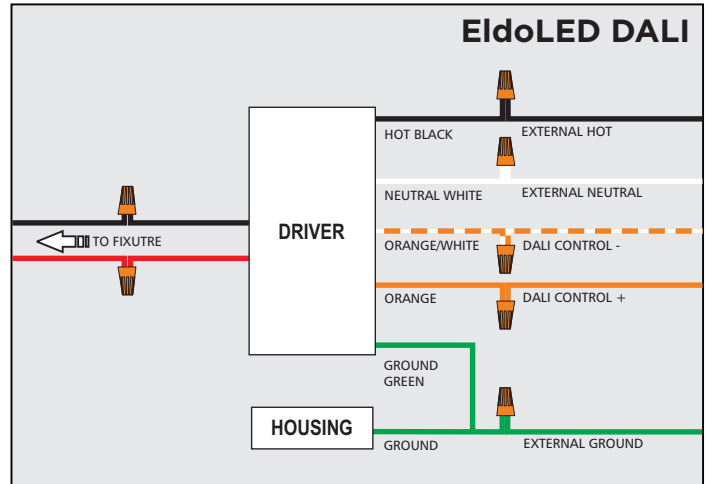 EldoLED DALI
HOT BLACK
EXTERNAL HOT
NEUTRAL WHITE
EXTERNAL NEUTRAL
TO FIXUTRE
DRIVER
ORANGE/WHITE
DALI CONTROL -
ORANGE
DALI CONTROL +
GROUND
GREEN
HOUSING
GROUND
EXTERNAL GROUND